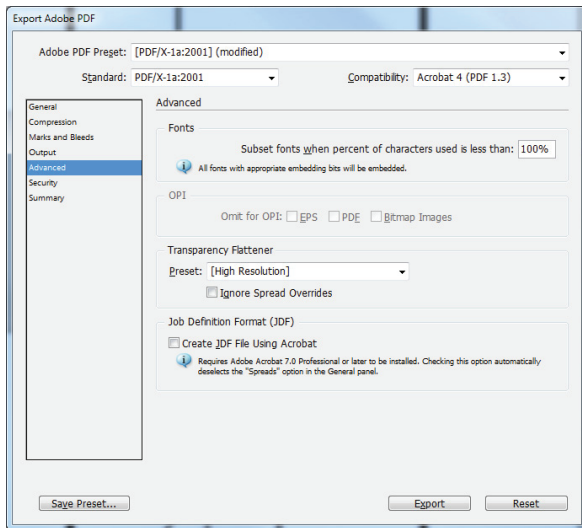 Export Adobe PDF
Adobe PDF Preset: [PDF/X-1a:2001] (modified)
Standard: PDF/X-1a:2001 Compatibility: Acrobat 4 (PDF 1.3)
General
Compression
Marks and Bleeds
Output
Advanced
Security
Summary
Advanced
Fonts
Subset fonts when percent of characters used is less than: 100%
All fonts with appropriate embedding bits will be embedded.
OPI
Omit for OPI: EPS PDF Bitmap Images
Transparency Flattener
Preset: [High Resolution]
Ignore Spread Overrides
Job Definition Format (JDF)
Create JDF File Using Acrobat
Requires Adobe Acrobat 7.0 Professional or later to be installed. Checking this option automatically
deselects the "Spreads" option in the General panel.
Save Preset... Export Reset